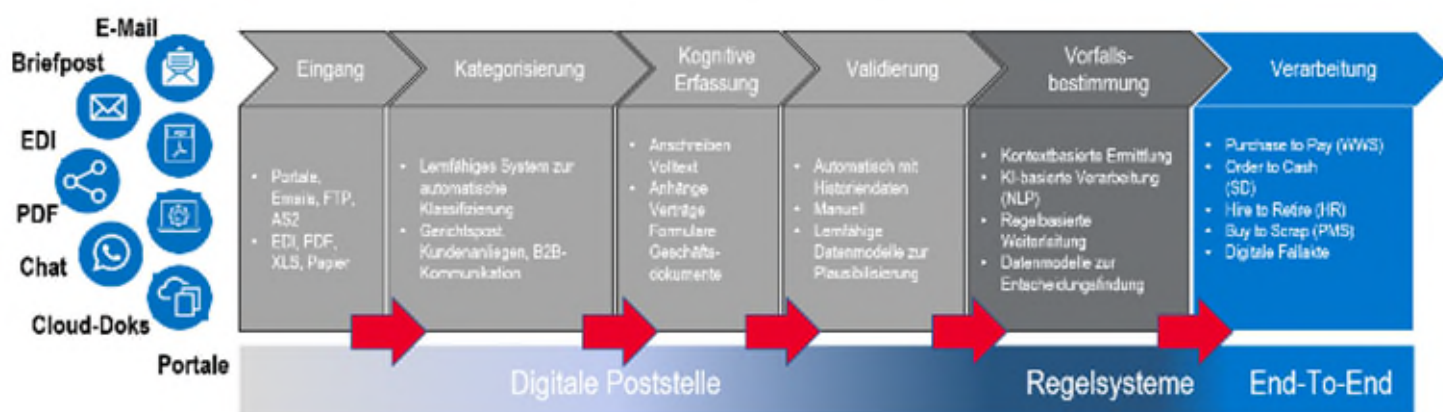 E-Mail
Briefpost
EDI
PDF
Chat
Cloud-Doks
Portale
Eingang
Kategorisierung
Kognitive
Erfassung
Validierung
Vorfalls-
bestimmung
Verarbeitung
• Portale,
Emails, FTP,
AS2
• EDI, PDF,
XLS, Papier
• Lernfähiges System zur
automatische
Klassifizierung
• Gerichtspost,
Kundenanliegen, B2B-
Kommunikation
• Anschreiben
Volltext
• Anhänge
Verträge
Formulare
Geschäfts-
dokumente
• Automatisch mit
Historiendaten
• Manuell
• Lernfähige
Datenmodelle zur
Plausibilisierung
• Kontextbasierte Ermittlung
• KI-basierte Verarbeitung
(NLP)
• Regelbasierte
Weiterleitung
• Datenmodelle zur
Entscheidungsfindung
• Purchase to Pay (WWS)
• Order to Cash
(SD)
• Hire to Retire (HR)
• Buy to Scrap (PMS)
• Digitale Fallakte
Digitale Poststelle
Regelsysteme
End-To-End